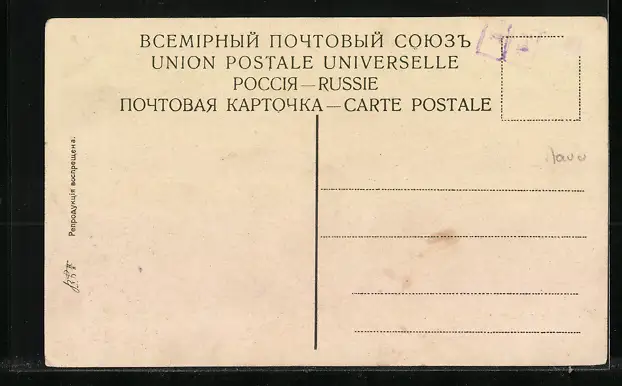 ВСЕМІРНЫЙ ПОЧТОВЫЙ СОЮЗЪ
UNION POSTALE UNIVERSELLE
РОССІЯ—RUSSIE
ПОЧТОВАЯ КАРТОЧКА—CARTE POSTALE
Репродукція воспрещена.